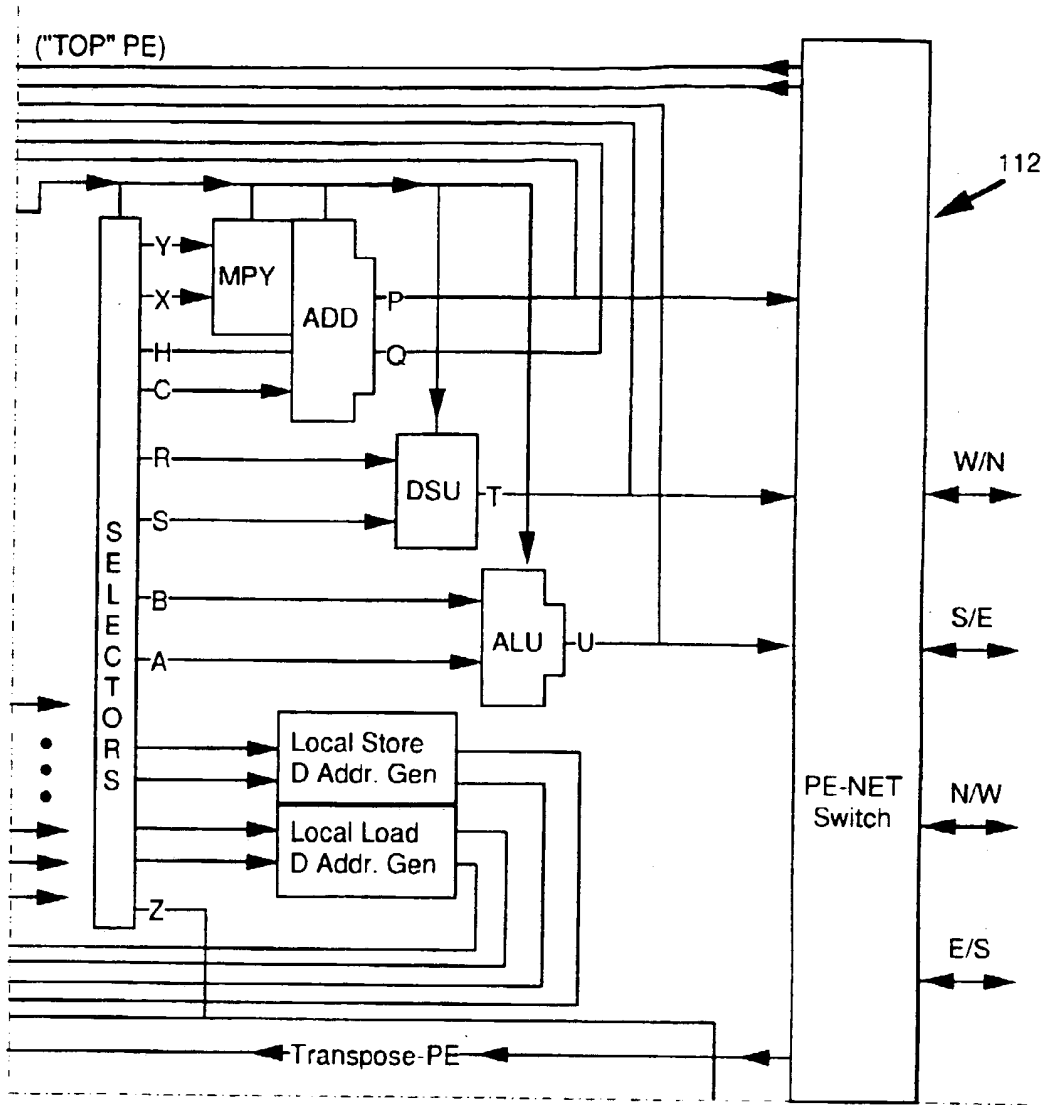 ("TOP" PE)
112
Y
MPY
X
ADD
P
H
Q
C
R
W/N
DSU
T
S
SELECTORS
B
S/E
ALU
U
A
Local Store
D Addr. Gen
PE-NET
Switch
N/W
Local Load
D Addr. Gen
Z
E/S
Transpose-PE